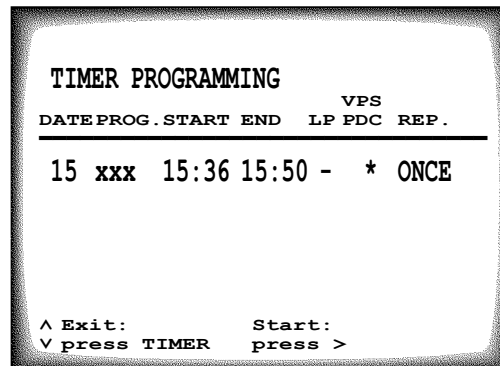 TIMER PROGRAMMING
VPS
DATE PROG. START END LP PDC REP.
15 xxx 15:36 15:50 - * ONCE
^ Exit: Start:
v press TIMER press >